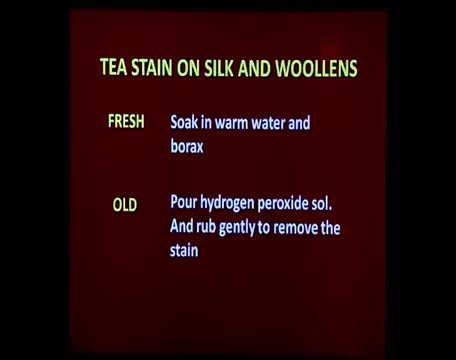 TEA STAIN ON SILK AND WOOLLENS
FRESH Soak in warm water and
borax
OLD Pour hydrogen peroxide sol.
And rub gently to remove the
stain